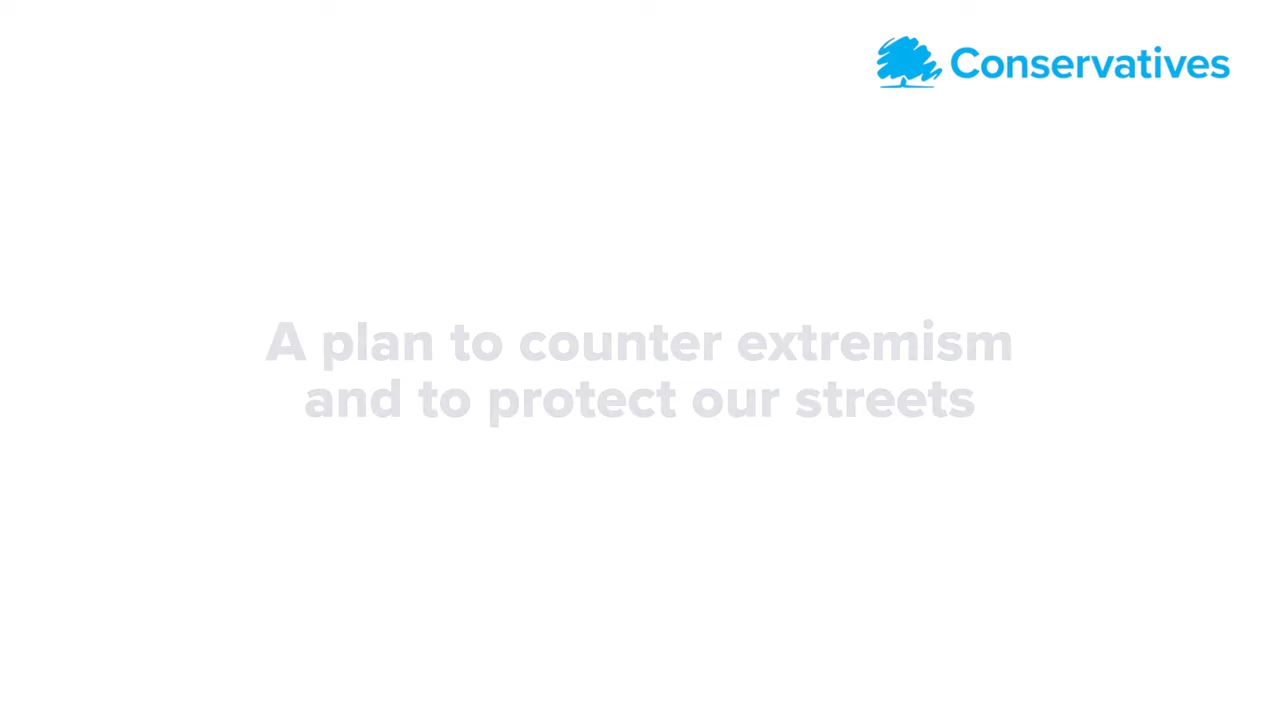 Conservatives
A plan to counter extremism
and to protect our streets